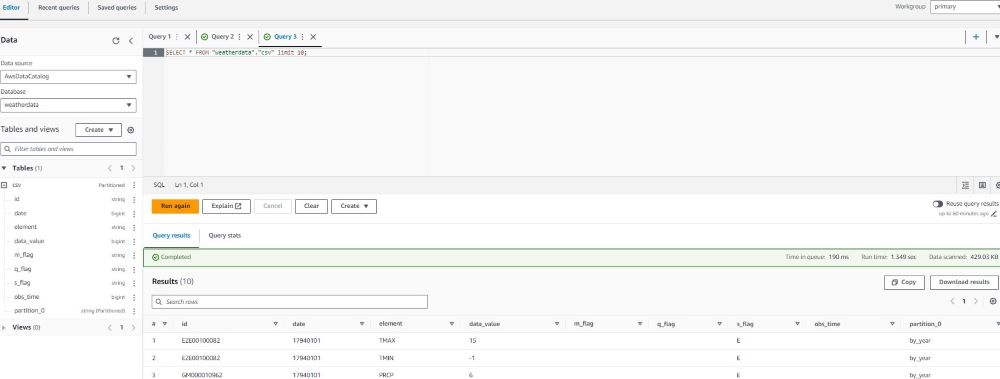 Editor Recent queries Saved queries Settings Workgroup primary
Data
Query 1 Query 2 Query 3
1 SELECT * FROM "weatherdata"."csv" limit 10;
Data source
AwsDataCatalog
Database
weatherdata
Tables and views Create
Filter tables and views
Tables (1) 1
csv Partitioned
id string
date bigint
element string
data_value bigint
m_flag string
q_flag string
s_flag string
obs_time bigint
partition_0 string (Partitioned)
Views (0) 1
SQL Ln 1, Col 1
Run again Explain Cancel Clear Create
Reuse query results
up to 60 minutes ago
Query results Query stats
Completed Time in queue: 190 ms Run time: 1.349 sec Data scanned: 429.03 KB
Results (10) Copy Download results
Search rows 1
# id date element data_value m_flag q_flag s_flag obs_time partition_0
1 EZE00100082 17940101 TMAX 15 E by_year
2 EZE00100082 17940101 TMIN -1 E by_year
3 GM000010962 17940101 PRCP 6 E by_year